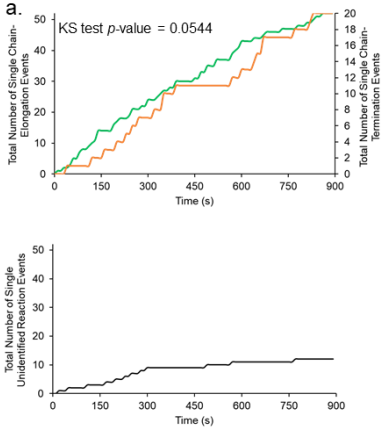 a.
KS test p-value = 0.0544
Total Number of Single Chain-
Elongation Events
50
40
30
20
10
0
Total Number of Single Chain-
Termination Events
20
18
16
14
12
10
8
6
4
2
0
0 150 300 450 600 750 900
Time (s)
Total Number of Single
Unidentified Reaction Events
50
40
30
20
10
0
0 150 300 450 600 750 900
Time (s)